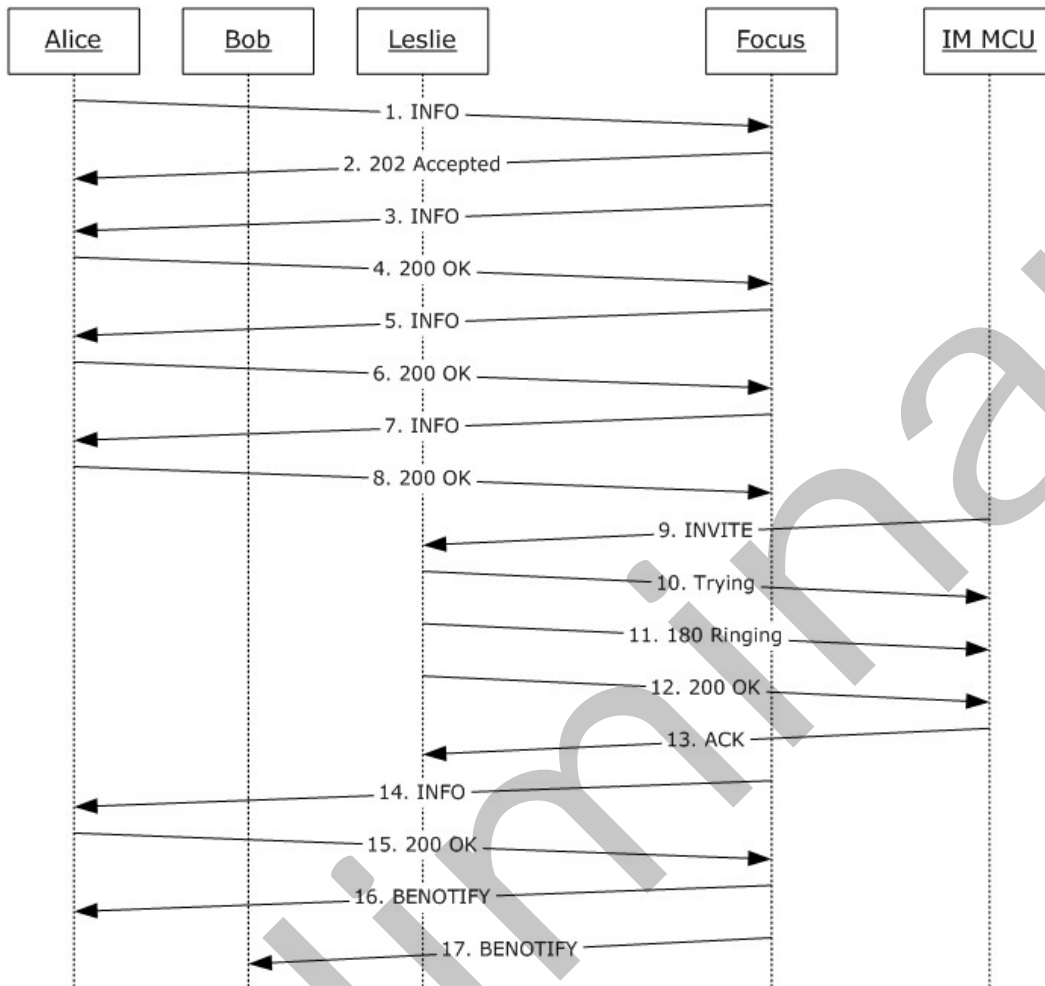 Alice Bob Leslie Focus IM MCU
1. INFO
2. 202 Accepted
3. INFO
4. 200 OK
5. INFO
6. 200 OK
7. INFO
8. 200 OK
9. INVITE
10. Trying
11. 180 Ringing
12. 200 OK
13. ACK
14. INFO
15. 200 OK
16. BENOTIFY
17. BENOTIFY